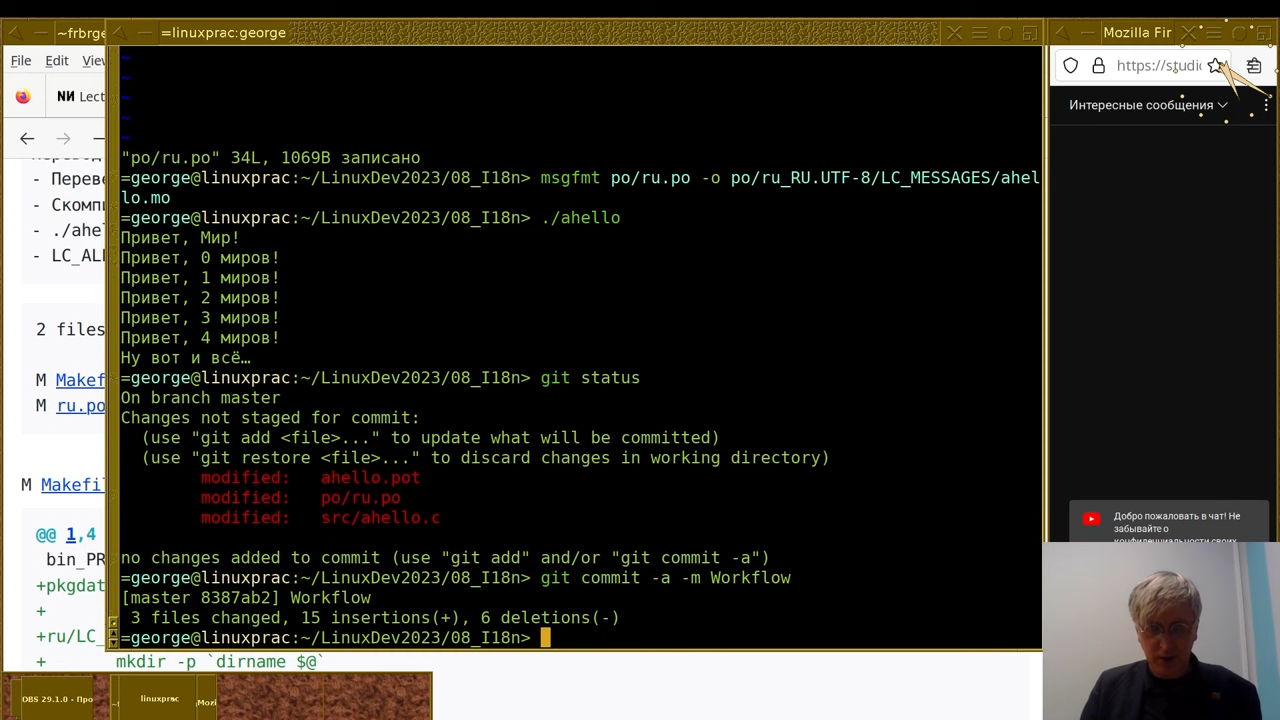 ~frbrge
=linuxprac:george
Mozilla Fir
File Edit View
Lect
https://studio
Интересные сообщения
- Переве
- Скомпи
- ./ahel
- LC_ALL
2 files
M Makef
M ru.po
M Makefil
@@ 1,4
bin_PR
+pkgdat
+
+ru/LC_
+ mkdir -p `dirname $@`
~
~
~
~
~
"po/ru.po" 34L, 1069B записано
=george@linuxprac:~/LinuxDev2023/08_I18n> msgfmt po/ru.po -o po/ru_RU.UTF-8/LC_MESSAGES/ahel
lo.mo
=george@linuxprac:~/LinuxDev2023/08_I18n> ./ahello
Привет, Мир!
Привет, 0 миров!
Привет, 1 миров!
Привет, 2 миров!
Привет, 3 миров!
Привет, 4 миров!
Ну вот и всё…
=george@linuxprac:~/LinuxDev2023/08_I18n> git status
On branch master
Changes not staged for commit:
(use "git add <file>..." to update what will be committed)
(use "git restore <file>..." to discard changes in working directory)
modified: ahello.pot
modified: po/ru.po
modified: src/ahello.c
no changes added to commit (use "git add" and/or "git commit -a")
=george@linuxprac:~/LinuxDev2023/08_I18n> git commit -a -m Workflow
[master 8387ab2] Workflow
3 files changed, 15 insertions(+), 6 deletions(-)
=george@linuxprac:~/LinuxDev2023/08_I18n>
Добро пожаловать в чат! Не
забывайте о
OBS 29.1.0 - Про
linuxprac
Mozi